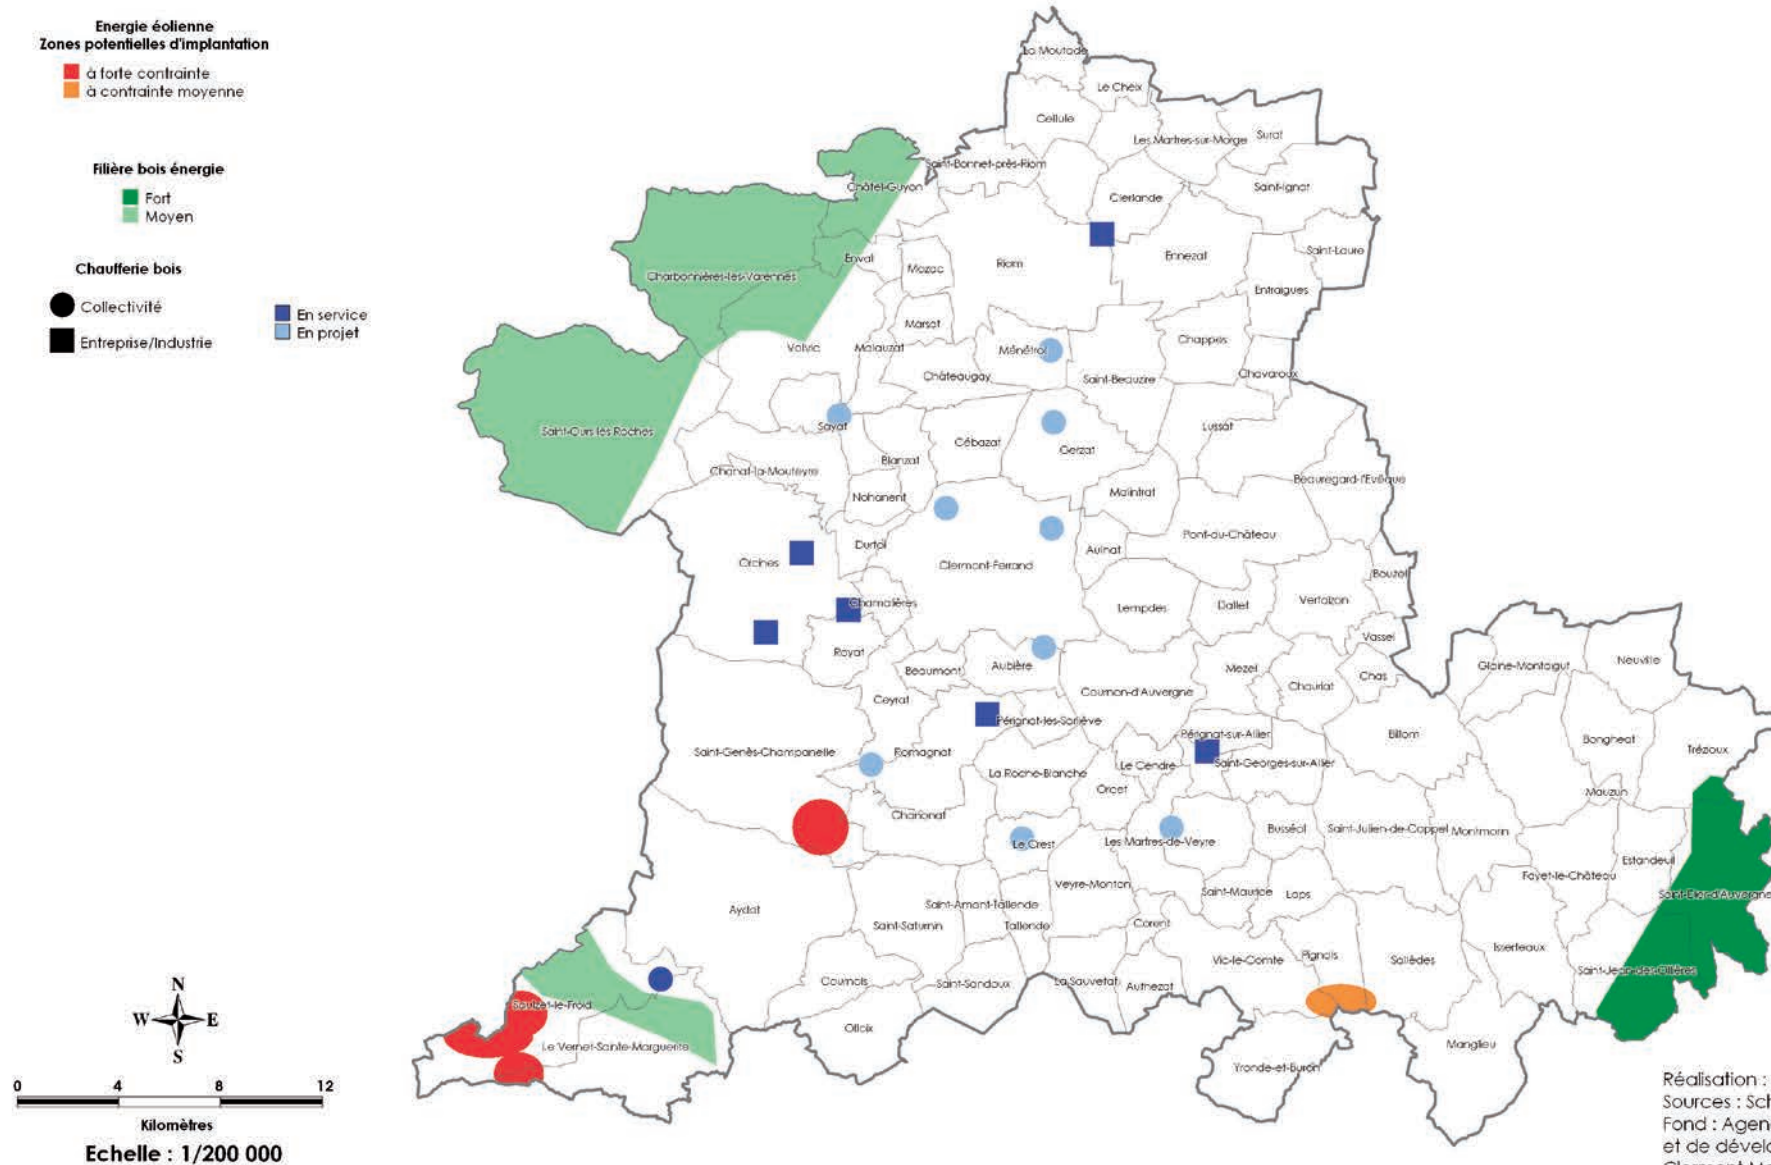 Energie éolienne
Zones potentielles d'implantation
à forte contrainte
à contrainte moyenne
Filière bois énergie
Fort
Moyen
Chaufferie bois
Collectivité
Entreprise/Industrie
En service
En projet
La Moutade
Le Cheix
Cellule
Les Martres-sur-Morge
Surat
Saint-Bonnet-près-Riom
Châtel-Guyon
Saint-Ignat
Clerlande
Saint-Laure
Ennezat
Enval
Mozac
Riom
Charbonnières-les-Varennes
Entraigues
Marsat
Chappes
Volvic
Malauzat
Ménétrol
Châteaugay
Saint-Beauzire
Chavaroux
Sayat
Saint-Ours les Roches
Cébazat
Gerzat
Lussat
Blanzat
Chanat-la-Mouteyre
Beauregard-l'Evêque
Nohanent
Malintrat
Pont-du-Château
Durtol
Aulnat
Orcines
Clermont-Ferrand
Bouzel
Chamalières
Lempdes
Dallet
Vertaizon
Vassel
Royat
Beaumont
Aubière
Mezel
Chauriat
Chas
Glaine-Montaigut
Neuville
Ceyrat
Cournon-d'Auvergne
Pérignat-les-Sarliève
Pérignat-sur-Allier
Billom
Bongheat
Trézoux
Saint-Genès-Champanelle
Romagnat
La Roche-Blanche
Le Cendre
Saint-Georges-sur-Allier
Orcet
Mauzun
Chanonat
Le Crest
Les Martres-de-Veyre
Busséol
Saint-Julien-de-Coppel
Montmorin
Estandeuil
Fayet-le-Château
Veyre-Monton
Saint-Maurice
Laps
Saint-Dier-d'Auvergne
Aydat
Saint-Amant-Tallende
Saint-Saturnin
Tallende
Corent
Isserteaux
Vic-le-Comte
Pignols
Sallèdes
Saint-Jean-des-Ollières
Cournols
Saint-Sandoux
La Sauvetat
Authezat
Saulzet-le-Froid
Olloix
Le Vernet-Sainte-Marguerite
Manglieu
Yronde-et-Buron
N
W E
S
0 4 8 12
Kilomètres
Echelle : 1/200 000
Réalisation :
Sources : Sch
Fond : Agen
et de dévelo